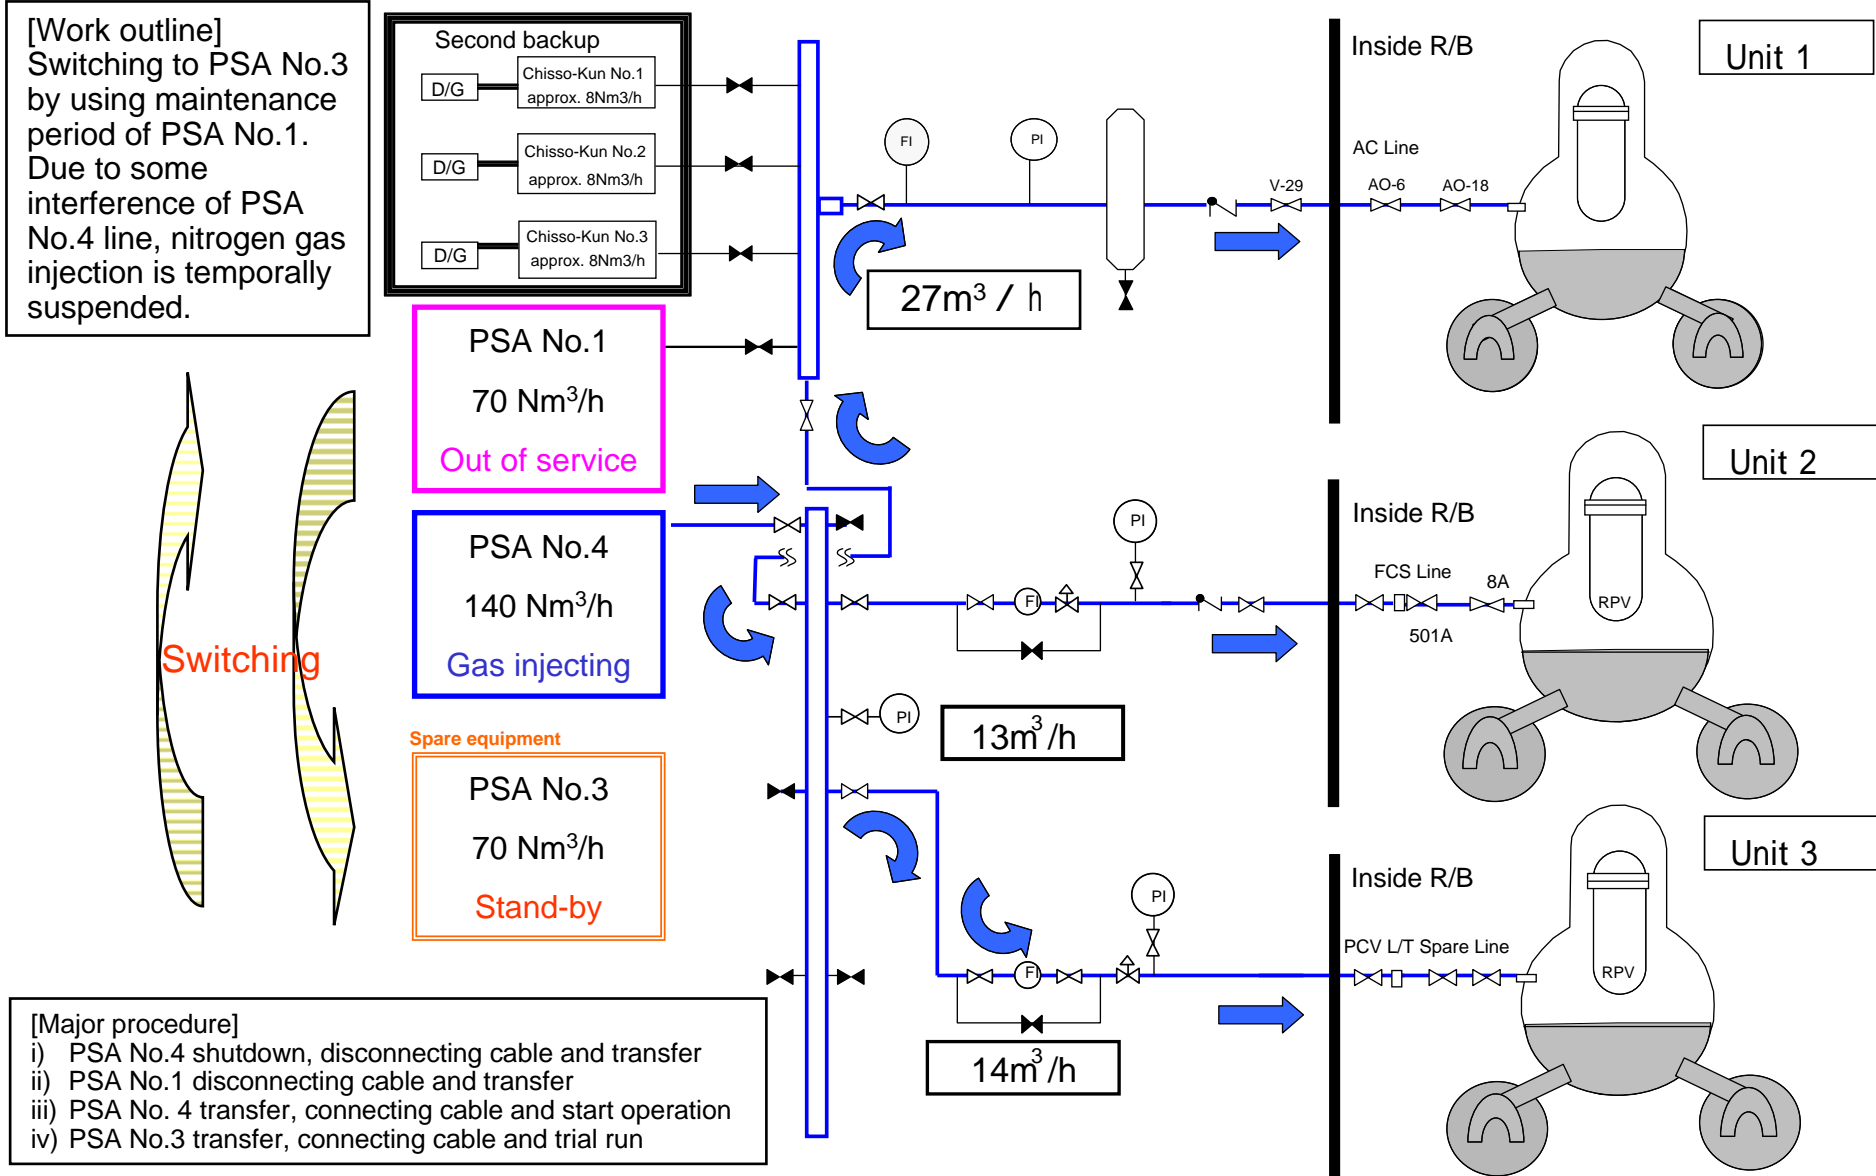 [Work outline]
Switching to PSA No.3
by using maintenance
period of PSA No.1.
Due to some
interference of PSA
No.4 line, nitrogen gas
injection is temporally
suspended.
Second backup
D/G
Chisso-Kun No.1
approx. 8Nm3/h
D/G
Chisso-Kun No.2
approx. 8Nm3/h
D/G
Chisso-Kun No.3
approx. 8Nm3/h
PSA No.1
70 Nm³/h
Out of service
PSA No.4
140 Nm³/h
Gas injecting
Switching
Spare equipment
PSA No.3
70 Nm³/h
Stand-by
FI
PI
27m³ / h
V-29
Inside R/B
Unit 1
AC Line
AO-6
AO-18
PI
FI
PI
13m³/h
Inside R/B
Unit 2
FCS Line
8A
501A
RPV
PI
FI
14m³/h
Inside R/B
Unit 3
PCV L/T Spare Line
RPV
[Major procedure]
i) PSA No.4 shutdown, disconnecting cable and transfer
ii) PSA No.1 disconnecting cable and transfer
iii) PSA No. 4 transfer, connecting cable and start operation
iv) PSA No.3 transfer, connecting cable and trial run